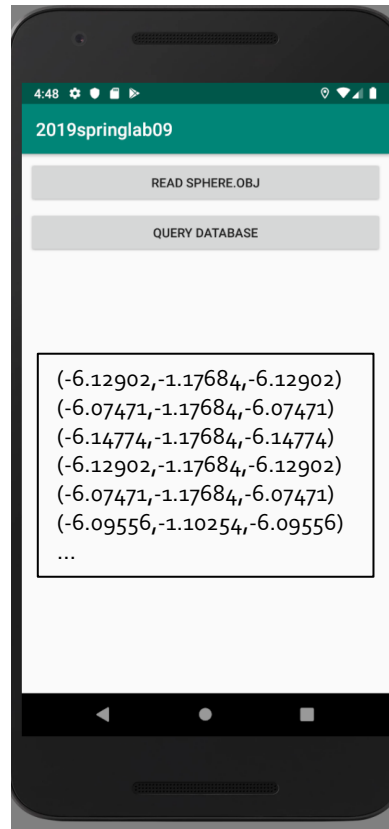 4:48
2019springlab09
READ SPHERE.OBJ
QUERY DATABASE
(-6.12902,-1.17684,-6.12902)
(-6.07471,-1.17684,-6.07471)
(-6.14774,-1.17684,-6.14774)
(-6.12902,-1.17684,-6.12902)
(-6.07471,-1.17684,-6.07471)
(-6.09556,-1.10254,-6.09556)
...